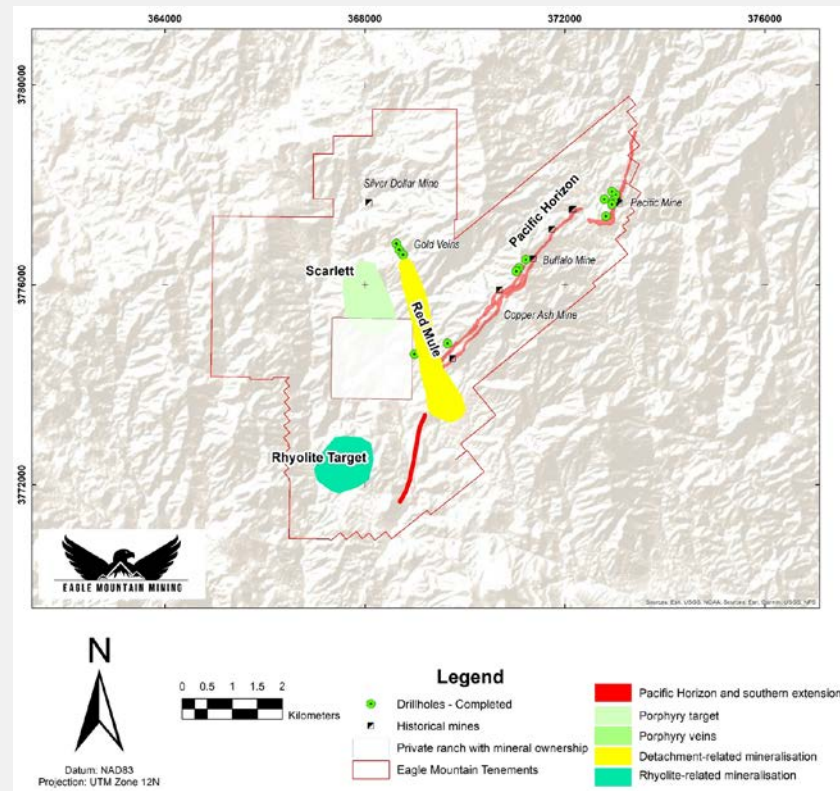 364000 368000 372000 376000
3780000
3776000
3772000
Silver Dollar Mine
Pacific Horizon
Pacific Mine
Gold Veins
Scarlett
Buffalo Mine
Red Mule
Copper Ash Mine
Rhyolite Target
EAGLE MOUNTAIN MINING
Sources: Esri, USGS, NOAA, Sources: Esri, Garmin, USGS, NPS
N
0 0.5 1 1.5 2
Kilometers
Datum: NAD83
Projection: UTM Zone 12N
Legend
Drillholes - Completed
Historical mines
Private ranch with mineral ownership
Eagle Mountain Tenements
Pacific Horizon and southern extension
Porphyry target
Porphyry veins
Detachment-related mineralisation
Rhyolite-related mineralisation